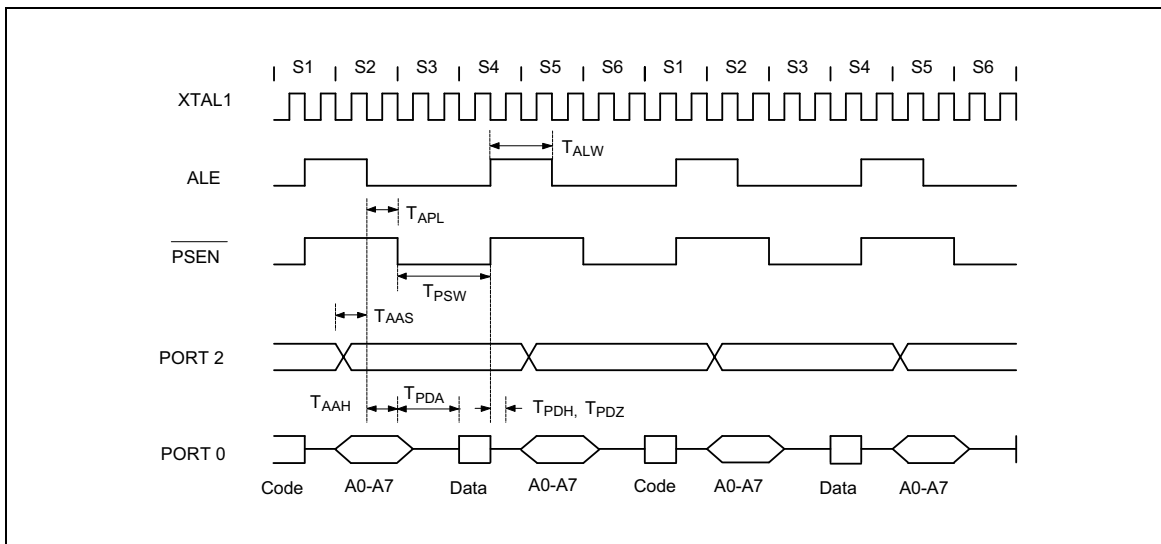 S1 S2 S3 S4 S5 S6 S1 S2 S3 S4 S5 S6
XTAL1
TALW
ALE
TAPL
PSEN
TPSW
TAAS
PORT 2
TAAH TPDA TPDH, TPDZ
PORT 0
Code A0-A7 Data A0-A7 Code A0-A7 Data A0-A7